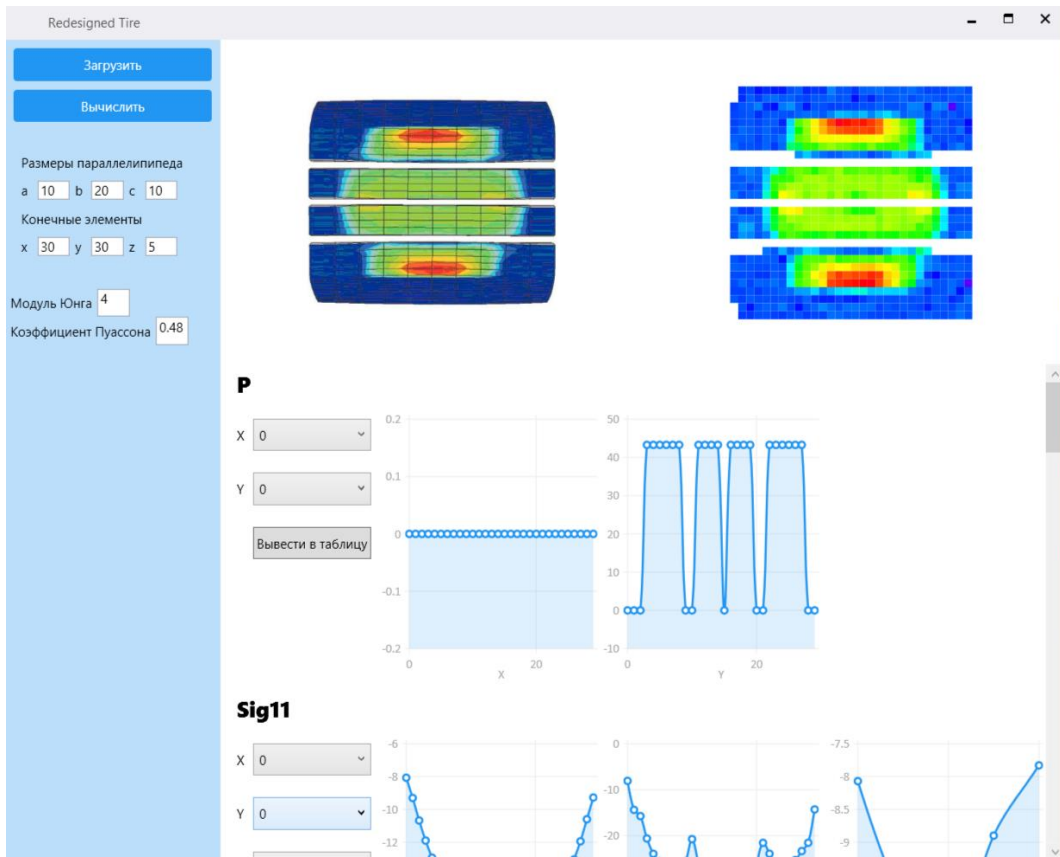 Redesigned Tire
Загрузить
Вычислить
Размеры параллелипипеда
a 10 b 20 c 10
Конечные элементы
x 30 y 30 z 5
Модуль Юнга 4
Коэффициент Пуассона 0.48
P
X 0
Y 0
Вывести в таблицу
0.2
0.1
0
-0.1
-0.2
0 20
X
50
40
30
20
10
0
-10
0 20
Y
Sig11
X 0
Y 0
-6
-8
-10
-12
0
-10
-20
-7.5
-8
-8.5
-9